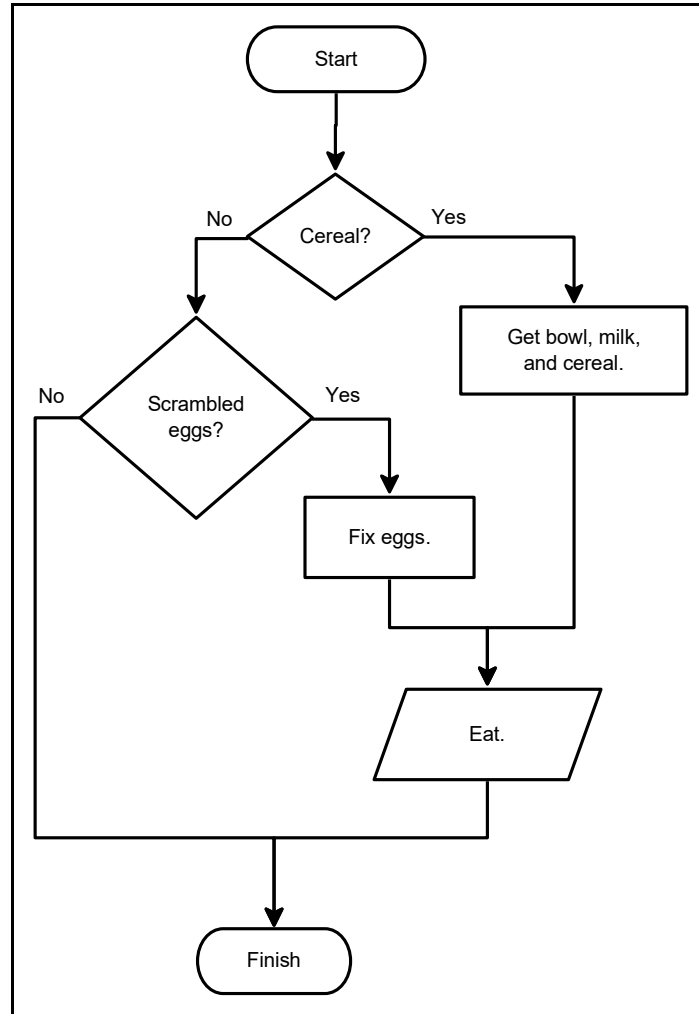 Start
Cereal?
No
Yes
Get bowl, milk,
and cereal.
Scrambled
eggs?
No
Yes
Fix eggs.
Eat.
Finish